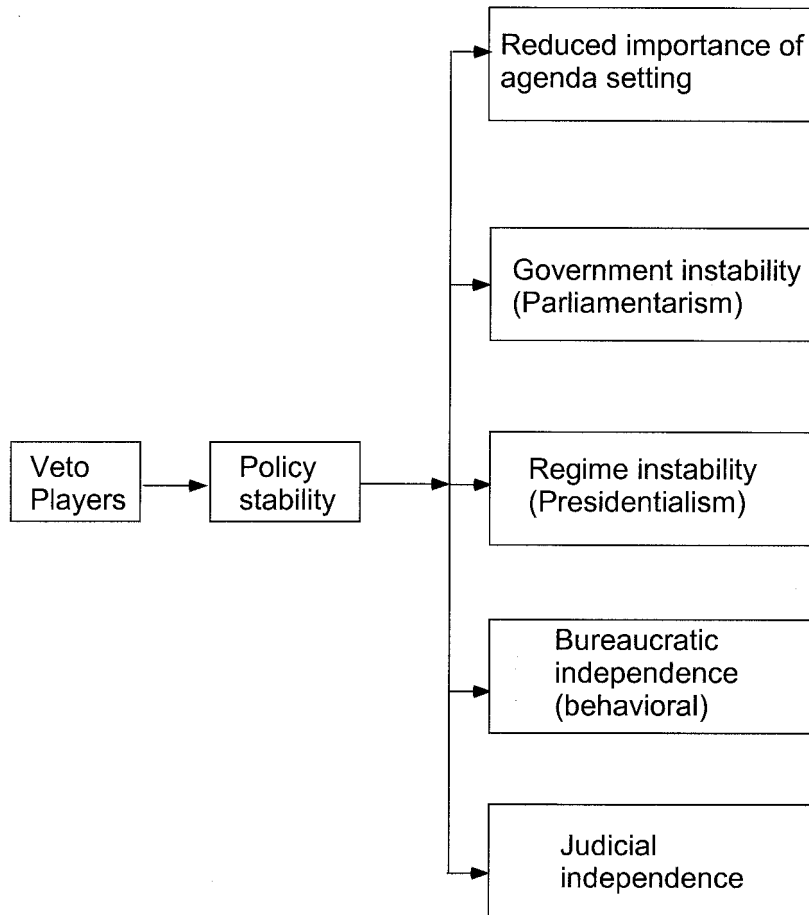 Reduced importance of
agenda setting
Government instability
(Parliamentarism)
Veto
Players
Policy
stability
Regime instability
(Presidentialism)
Bureaucratic
independence
(behavioral)
Judicial
independence